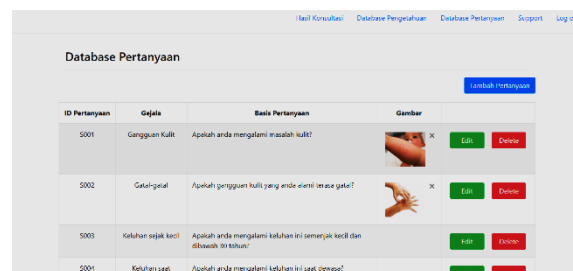 Hasil Konsultasi Database Pengetahuan Database Pertanyaan Support Log o
Database Pertanyaan
Tambah Pertanyaan
ID Pertanyaan Gejala Basis Pertanyaan Gambar
S001 Gangguan Kulit Apakah anda mengalami masalah kulit? × Edit Delete
S002 Gatal-gatal Apakah gangguan kulit yang anda alami terasa gatal? × Edit Delete
S003 Keluhan sejak kecil Apakah anda mengalami keluhan ini semenjak kecil dan Edit Delete
dibawah 30 tahun?
S004 Keluhan saat Apakah anda mengalami keluhan ini saat dewasa?